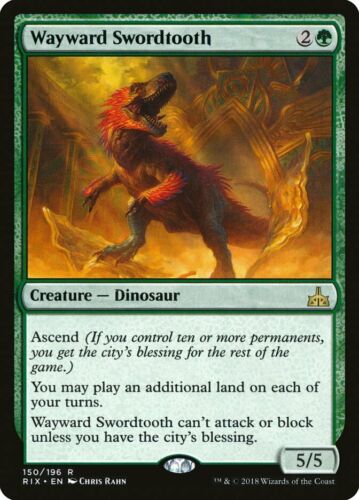 Wayward Swordtooth 2
Creature — Dinosaur
Ascend (If you control ten or more permanents,
you get the city's blessing for the rest of the
game.)
You may play an additional land on each of
your turns.
Wayward Swordtooth can't attack or block
unless you have the city's blessing.
5/5
150/196 R
RIX • EN Chris Rahn
™ & © 2018 Wizards of the Coast